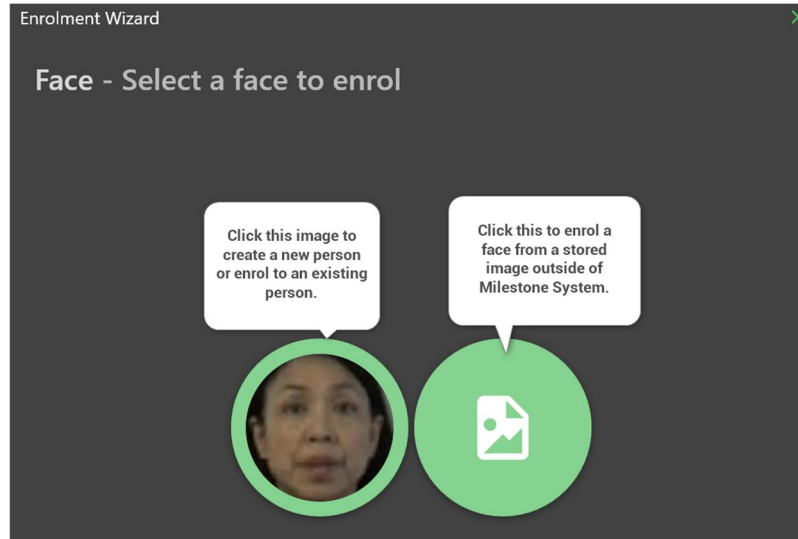 Enrolment Wizard
Face - Select a face to enrol
Click this image to
create a new person
or enrol to an existing
person.
Click this to enrol a
face from a stored
image outside of
Milestone System.